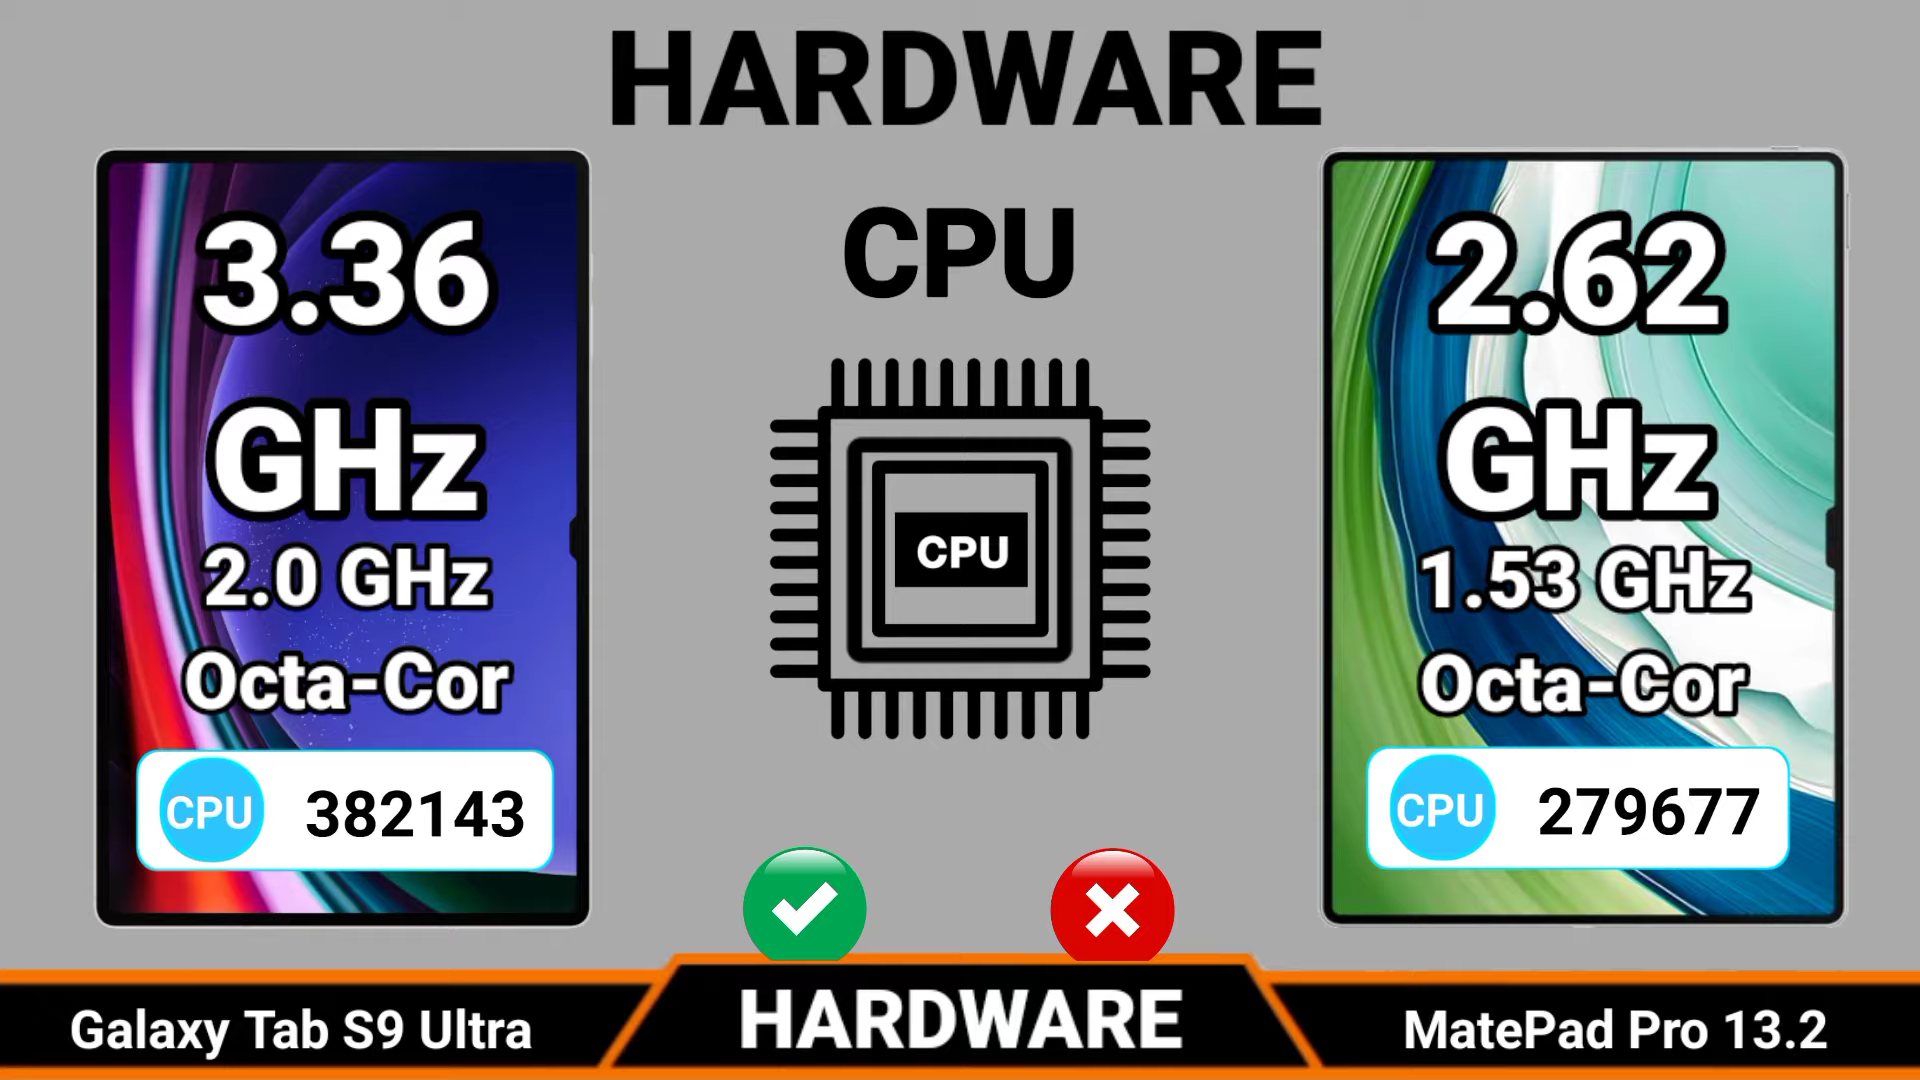 HARDWARE
CPU
3.36
GHz
2.0 GHz
Octa-Cor
CPU 382143
CPU
2.62
GHz
1.53 GHz
Octa-Cor
CPU 279677
Galaxy Tab S9 Ultra
HARDWARE
MatePad Pro 13.2